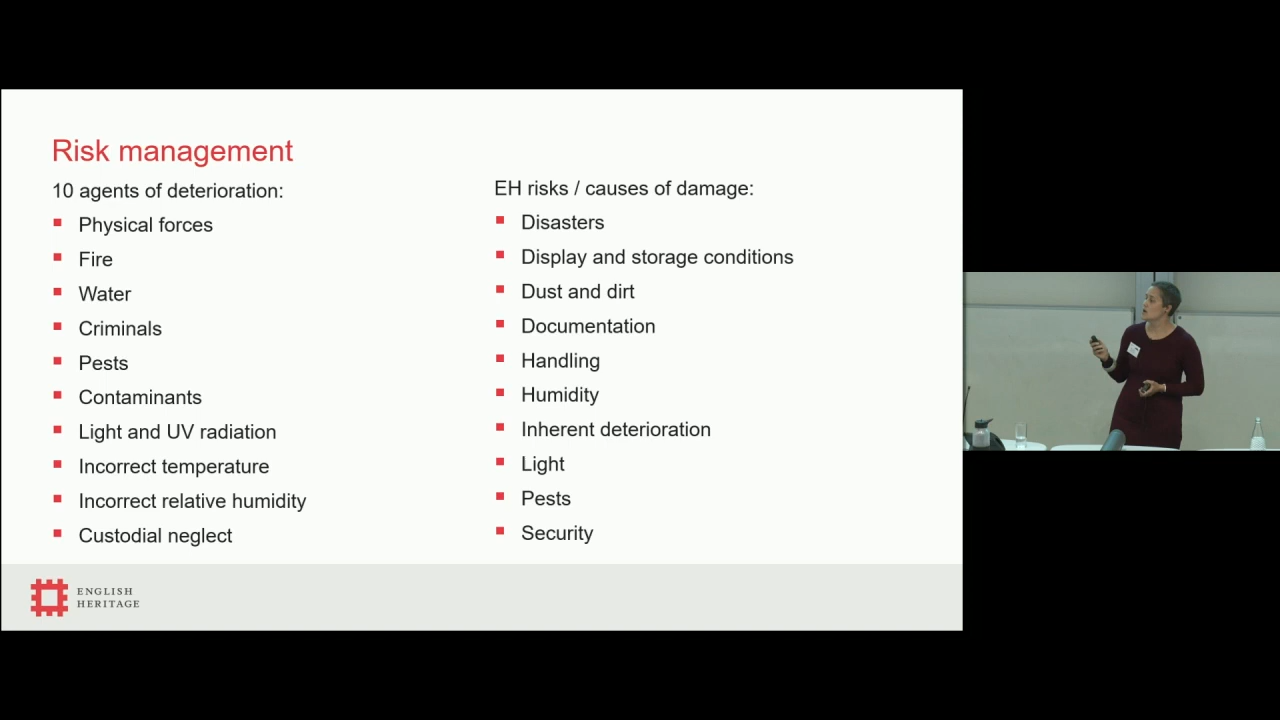 Risk management
10 agents of deterioration:
Physical forces
Fire
Water
Criminals
Pests
Contaminants
Light and UV radiation
Incorrect temperature
Incorrect relative humidity
Custodial neglect
EH risks / causes of damage:
Disasters
Display and storage conditions
Dust and dirt
Documentation
Handling
Humidity
Inherent deterioration
Light
Pests
Security
ENGLISH
HERITAGE